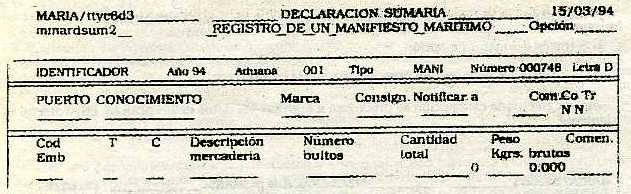 MARIA/ttyc6d3 DECLARACION SUMARIA 15/03/94
minardsum2 REGISTRO DE UN MANIFIESTO MARITIMO Opción
IDENTIFICADOR Año 94 Aduana 001 Tipo MANI Número 000748 Letra D
PUERTO CONOCIMIENTO Marca Consign. Notificar a Com.Co Tr
N N
Cod T C Descripción Número Cantidad Peso Comen.
Emb mercaderia bultos total Kgrs. brutos
0 0.000